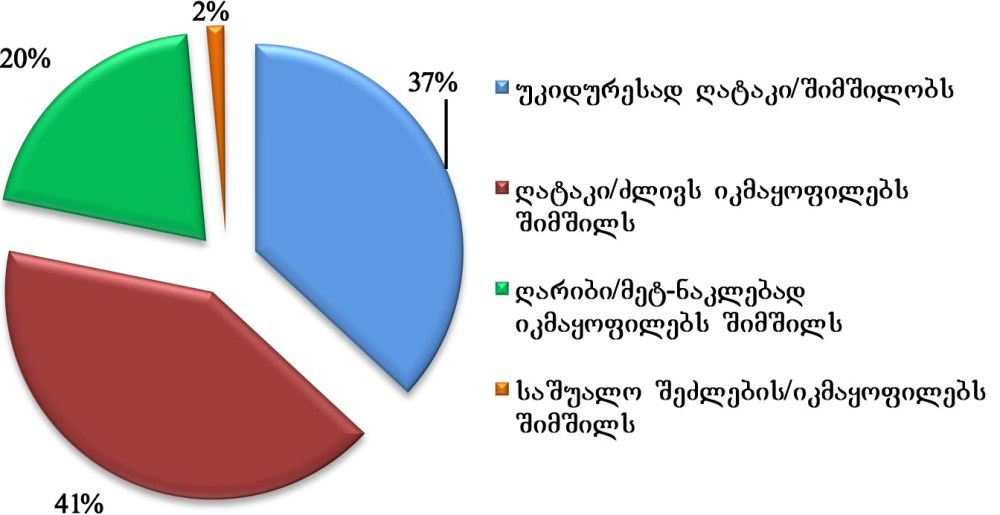 2%
20%
37%
უკიდურესად ღატაკი/შიმშილობს
ღატაკი/ძლივს იკმაყოფილებს
შიმშილს
ღარიბი/მეტ-ნაკლებად
იკმაყოფილებს შიმშილს
საშუალო შეძლების/იკმაყოფილებს
შიმშილს
41%